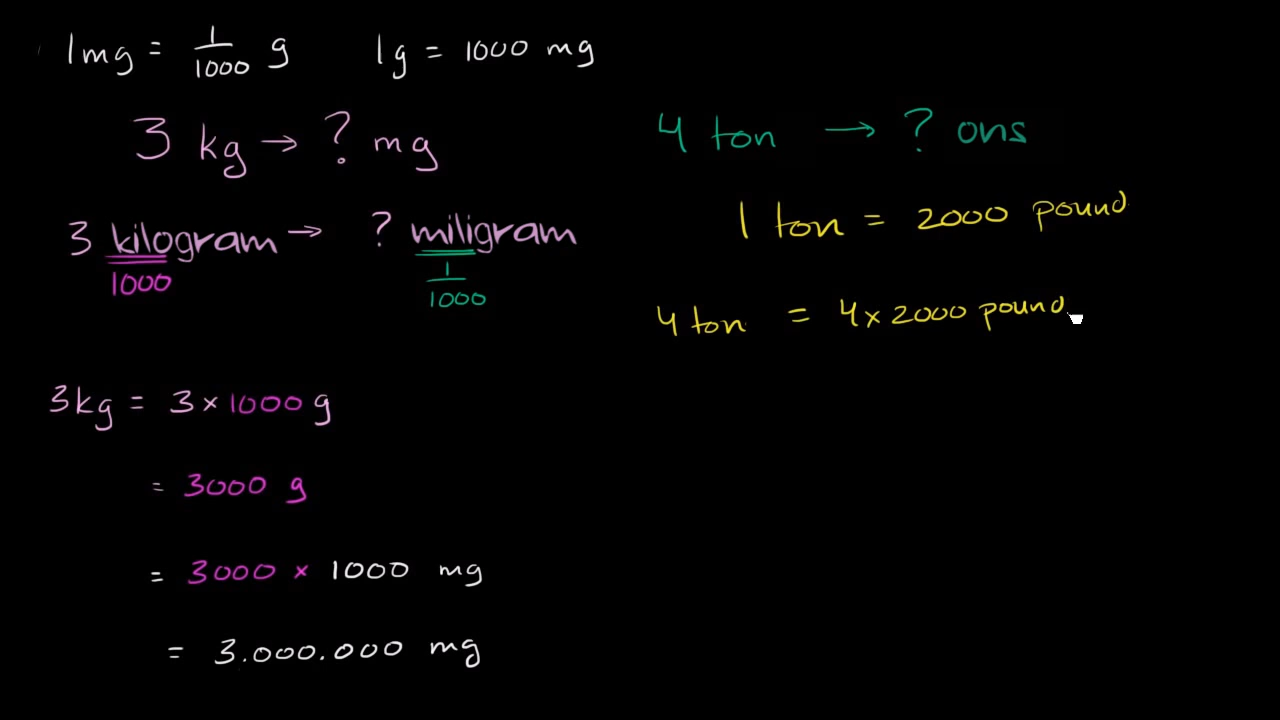 1mg = 1/1000 g
1g = 1000 mg
3 kg → ? mg
3 kilogram → ? miligram
1000
1/1000
3kg = 3 × 1000 g
= 3000 g
= 3000 × 1000 mg
= 3.000.000 mg
4 ton → ? ons
1 ton = 2000 pound
4 ton = 4 × 2000 pound